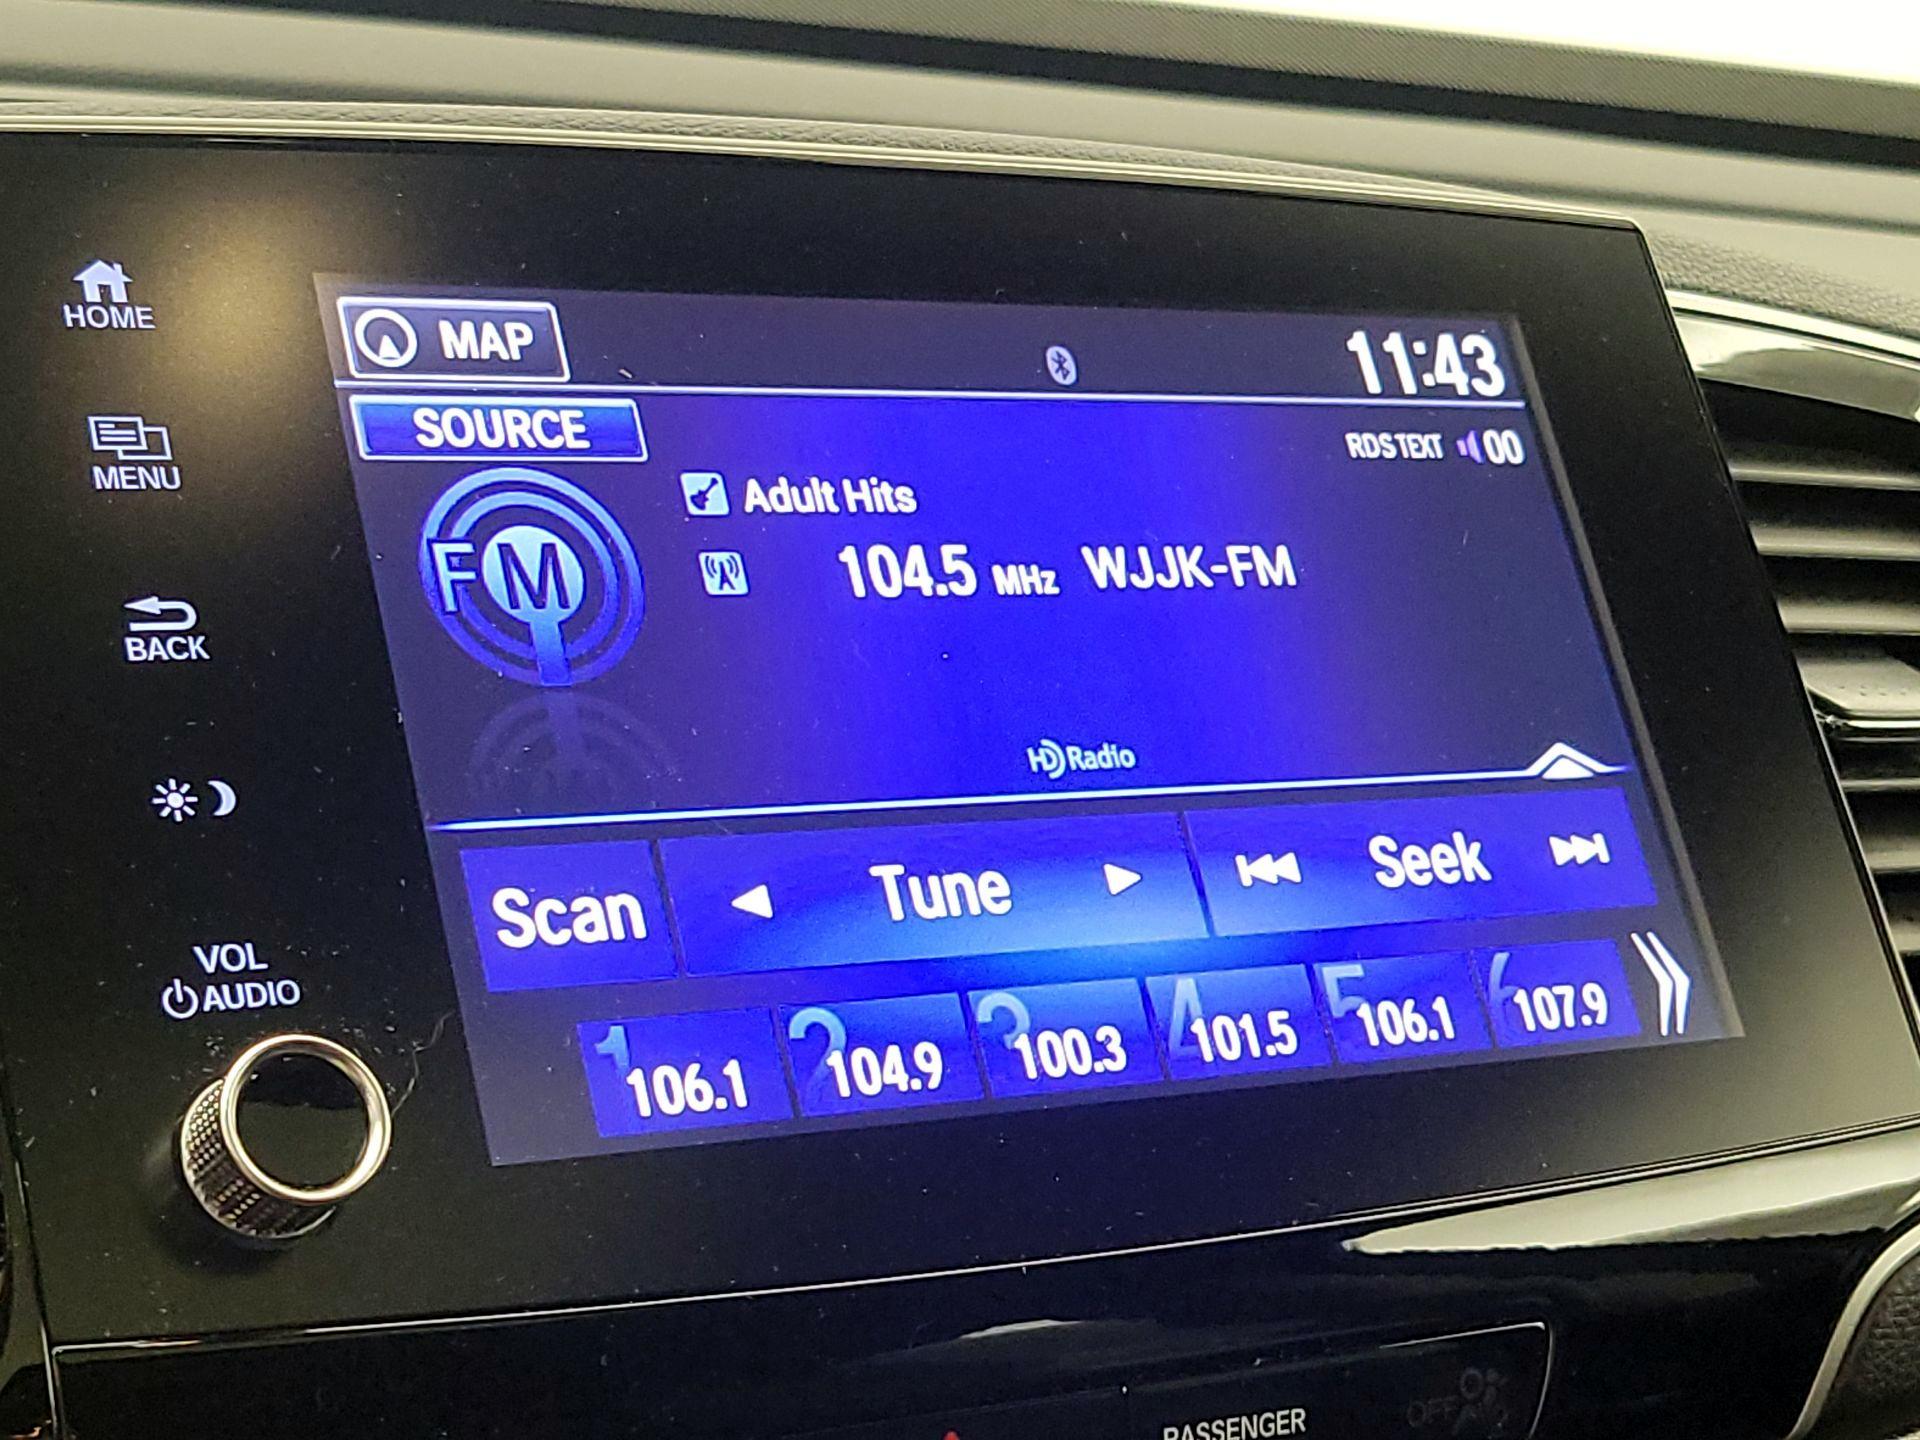 HOME
MAP
11:43
SOURCE
RDS TEXT 00
MENU
Adult Hits
FM
104.5 MHz WJJK-FM
BACK
HD Radio
Scan
Tune
Seek
VOL
AUDIO
1 106.1
2 104.9
3 100.3
4 101.5
5 106.1
6 107.9
PASSENGER
OFF